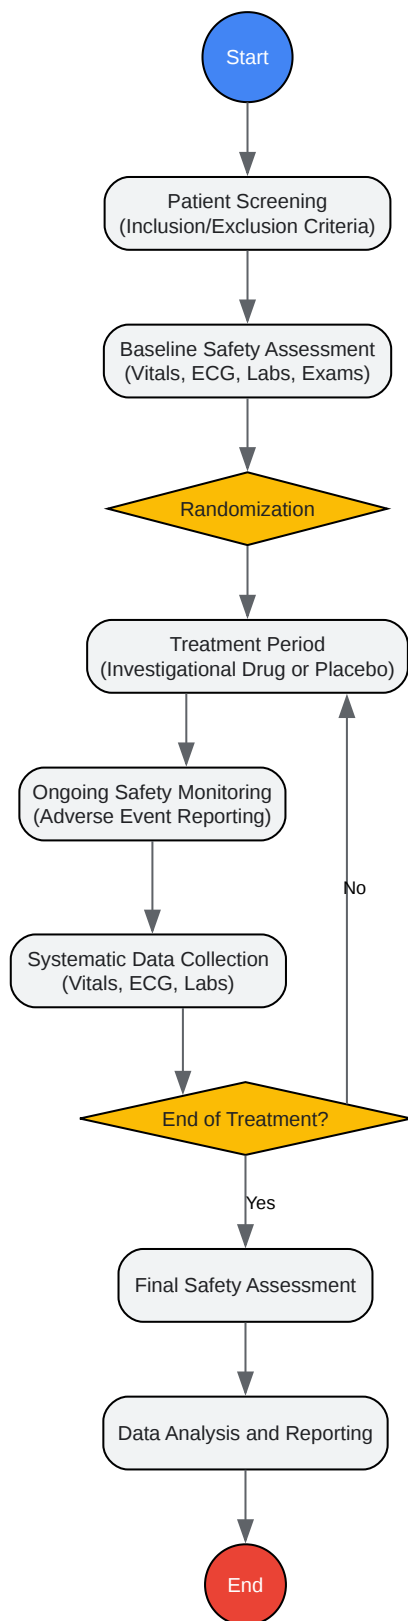 Start
Patient Screening
(Inclusion/Exclusion Criteria)
Baseline Safety Assessment
(Vitals, ECG, Labs, Exams)
Randomization
Treatment Period
(Investigational Drug or Placebo)
Ongoing Safety Monitoring
(Adverse Event Reporting)
No
Systematic Data Collection
(Vitals, ECG, Labs)
End of Treatment?
Yes
Final Safety Assessment
Data Analysis and Reporting
End